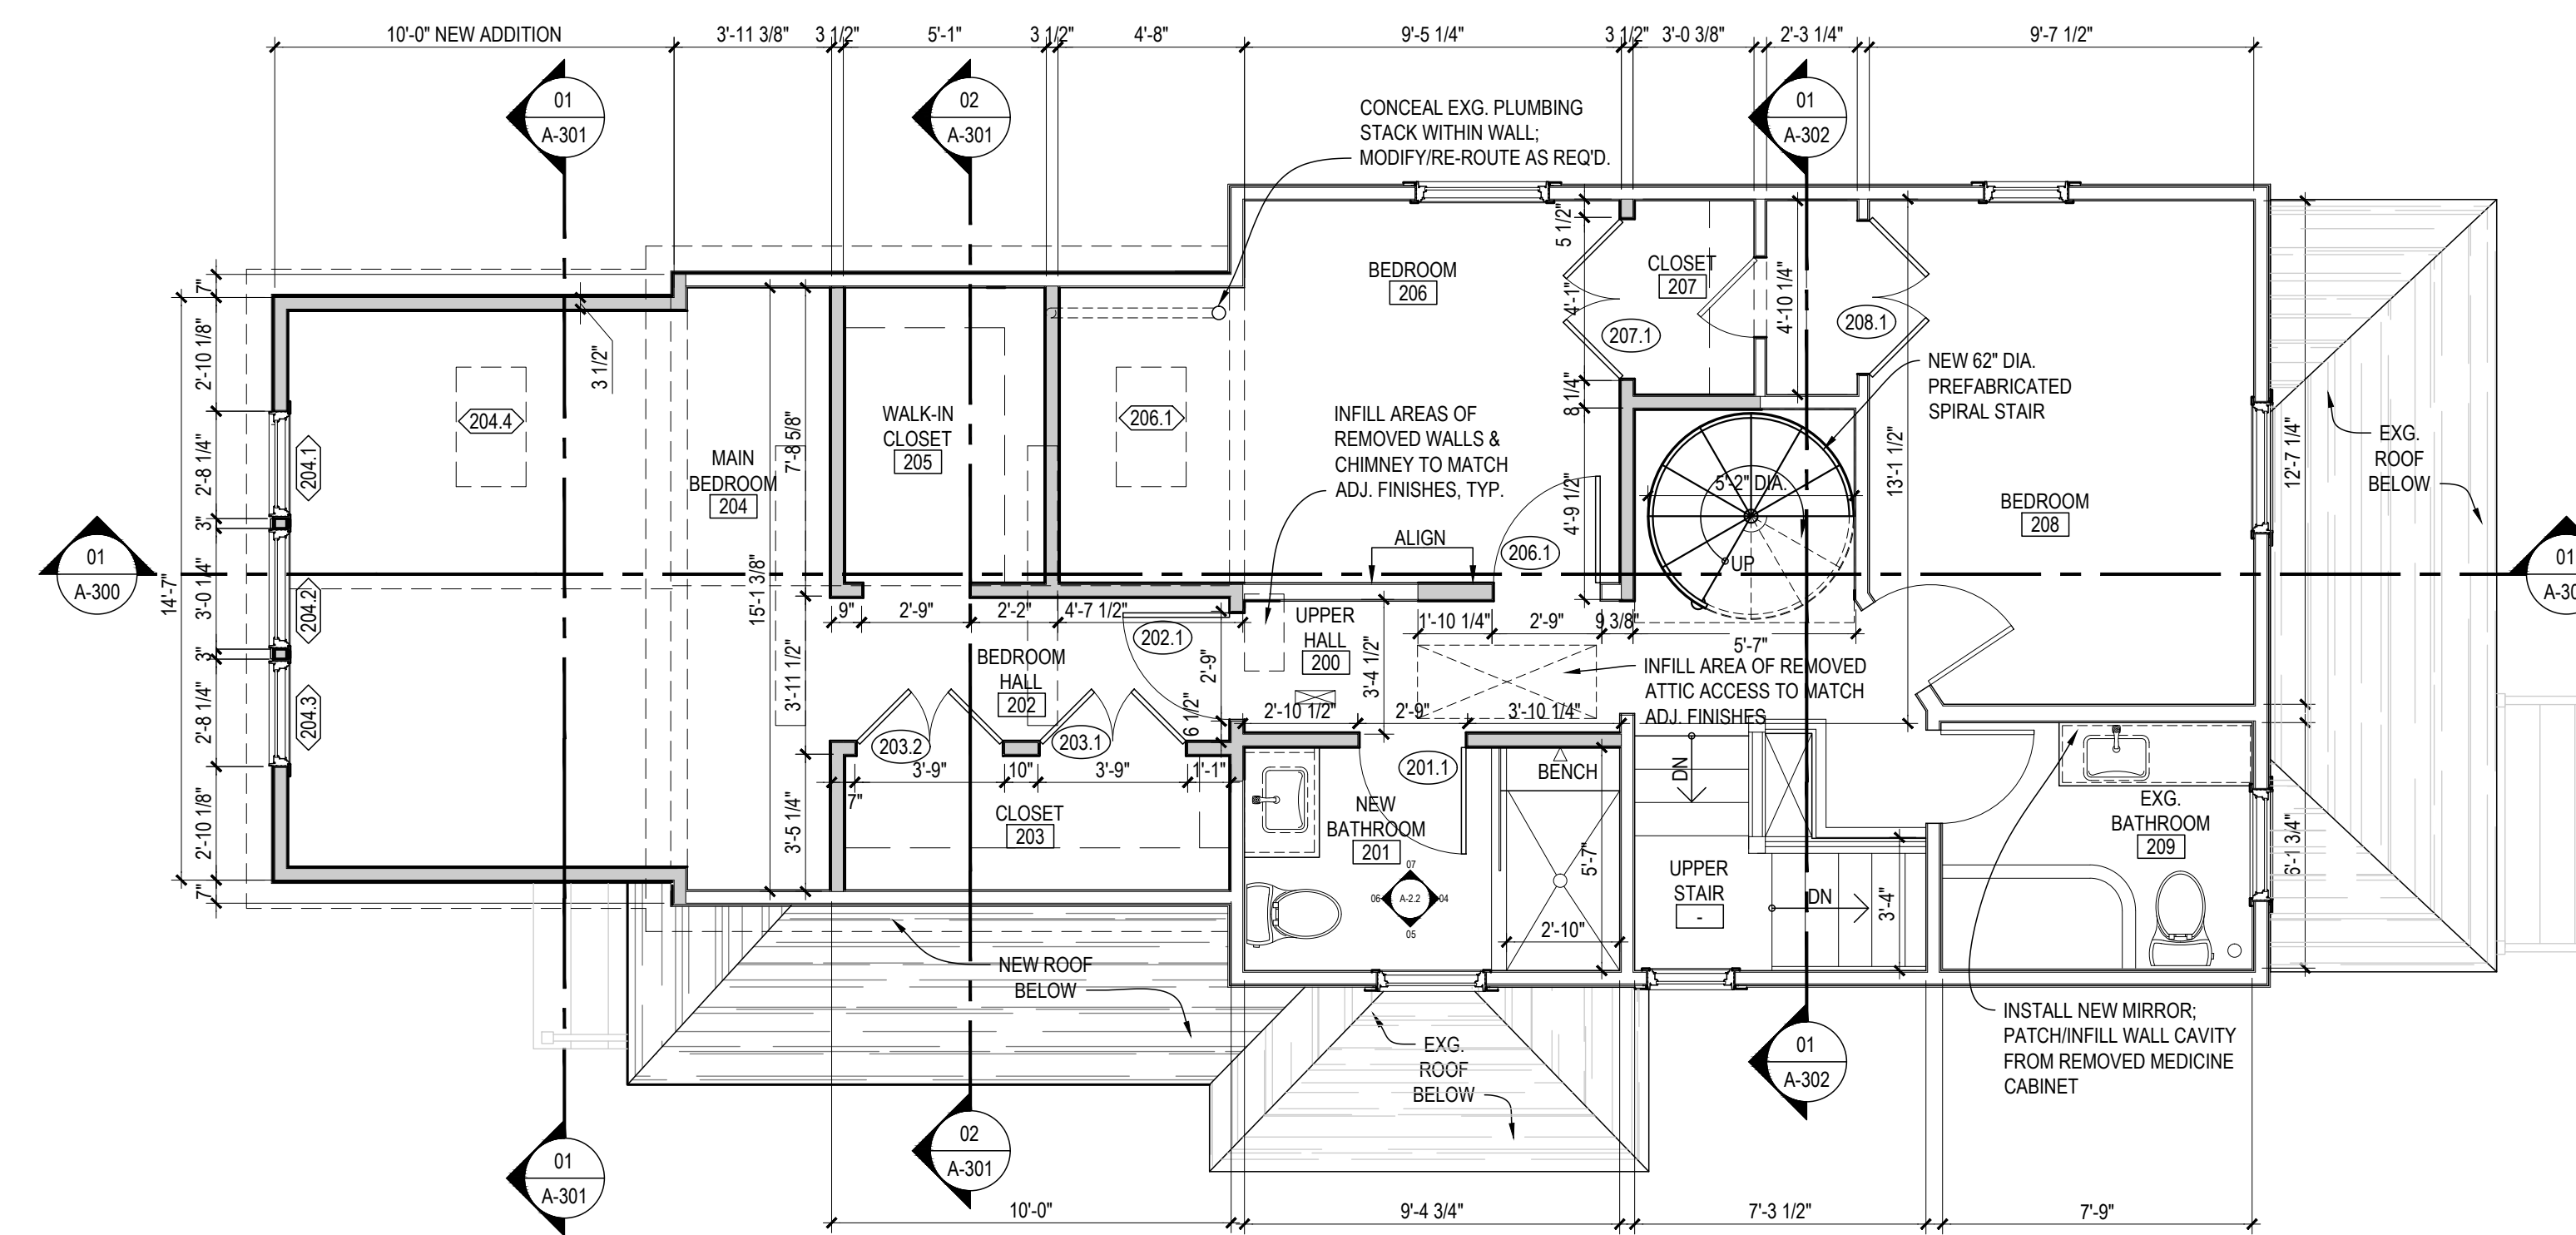 10'-0" NEW ADDITION
3'-11 3/8"
3 1/2"
5'-1"
3 1/2"
4'-8"
9'-5 1/4"
3 1/2"
3'-0 3/8"
2'-3 1/4"
9'-7 1/2"
01
A-301
02
A-301
01
A-302
CONCEAL EXG. PLUMBING
STACK WITHIN WALL;
MODIFY/RE-ROUTE AS REQ'D.
7"
2'-10 1/8"
2'-8 1/4"
3"
3'-0 1/4"
3"
2'-8 1/4"
2'-10 1/8"
7"
14'-7"
01
A-300
204.1
204.2
204.3
204.4
3 1/2"
MAIN
BEDROOM
204
15'-1 3/8"
7'-8 5/8"
3'-11 1/2"
3'-5 1/4"
WALK-IN
CLOSET
205
206.1
BEDROOM
206
INFILL AREAS OF
REMOVED WALLS &
CHIMNEY TO MATCH
ADJ. FINISHES, TYP.
ALIGN
206.1
5 1/2"
4'-1"
8 1/4"
4'-9 1/2"
CLOSET
207
207.1
4'-10 1/4"
208.1
NEW 62" DIA.
PREFABRICATED
SPIRAL STAIR
5'-2" DIA.
UP
13'-1 1/2"
BEDROOM
208
12'-7 1/4"
EXG.
ROOF
BELOW
01
9"
2'-9"
2'-2"
4'-7 1/2"
202.1
2'-9"
6 1/2"
BEDROOM
HALL
202
UPPER
HALL
200
3'-4 1/2"
1'-10 1/4"
2'-9"
9 3/8"
5'-7"
INFILL AREA OF REMOVED
ATTIC ACCESS TO MATCH
ADJ. FINISHES
2'-10 1/2"
2'-9"
3'-10 1/4"
203.2
203.1
3'-9"
10"
3'-9"
1'-1"
7"
CLOSET
203
201.1
BENCH
NEW
BATHROOM
201
07
06
A-2.2
04
05
5'-7"
2'-10"
DN
UPPER
STAIR
-
DN
3'-4"
EXG.
BATHROOM
209
6'-1 3/4"
NEW ROOF
BELOW
EXG.
ROOF
BELOW
INSTALL NEW MIRROR;
PATCH/INFILL WALL CAVITY
FROM REMOVED MEDICINE
CABINET
01
A-301
02
A-301
01
A-302
10'-0"
9'-4 3/4"
7'-3 1/2"
7'-9"